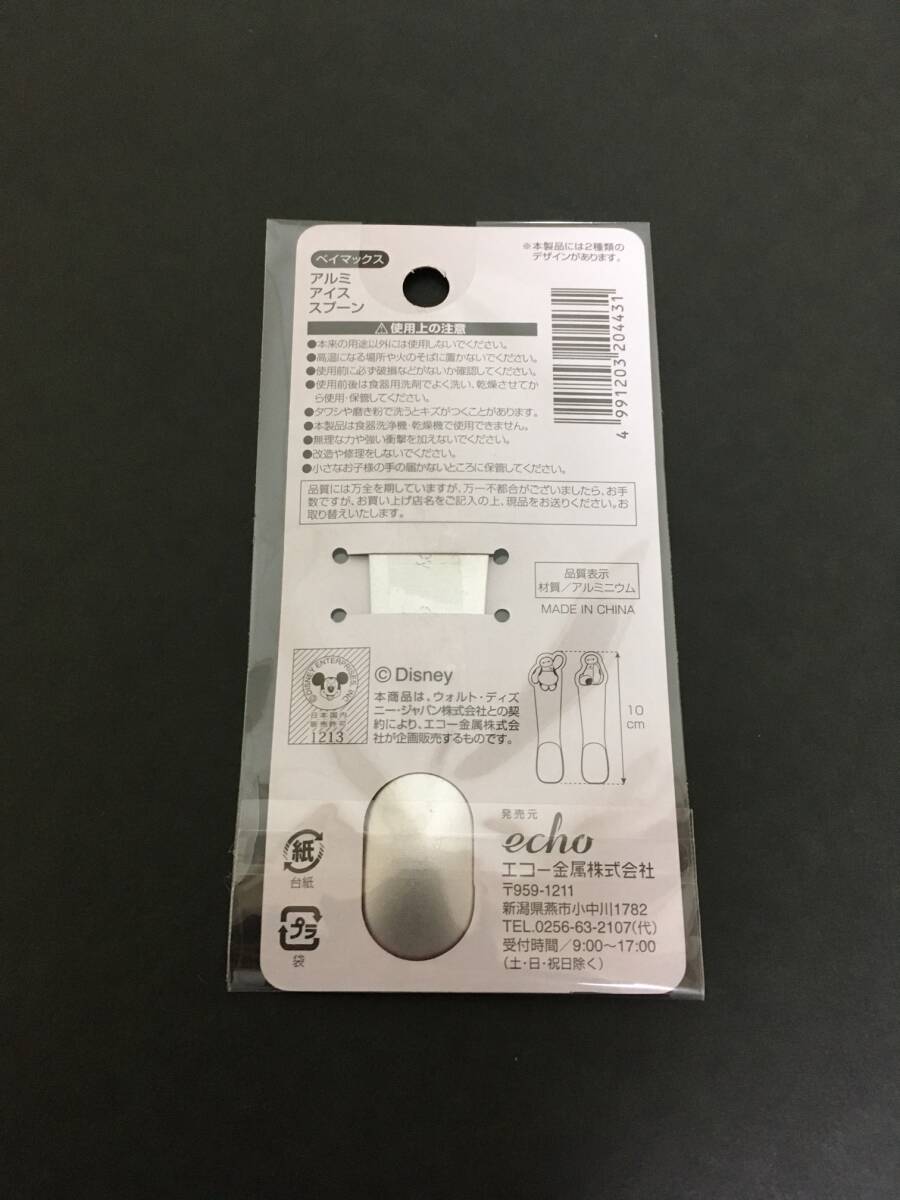 ベイマックス
アルミ
アイス
スプーン
※本製品には2種類の
デザインがあります。
4 991203 204431
⚠使用上の注意
●本来の用途以外には使用しないでください。
●高温になる場所や火のそばに置かないでください。
●使用前に必ず破損などがないか確認してください。
●使用前後は食器用洗剤でよく洗い、乾燥させてか
ら使用・保管してください。
●タワシや磨き粉で洗うとキズがつくことがあります。
●本製品は食器洗浄機・乾燥機で使用できません。
●無理な力や強い衝撃を加えないでください。
●改造や修理をしないでください。
●小さなお子様の手の届かないところに保管してください。
品質には万全を期していますが、万一不都合がございましたら、お手
数ですが、お買い上げ店名をご記入の上、現品をお送りください。お
取り替えいたします。
品質表示
材質/アルミニウム
MADE IN CHINA
©DISNEY ENTERPRISES, INC.
日本国内
販売許可
1213
©Disney
本商品は、ウォルト・ディズ
ニー・ジャパン株式会社との契
約により、エコー金属株式会
社が企画販売するものです。
10
cm
紙
台紙
プラ
袋
発売元
echo
エコー金属株式会社
〒959-1211
新潟県燕市小中川1782
TEL.0256-63-2107(代)
受付時間/9:00〜17:00
(土・日・祝日除く)